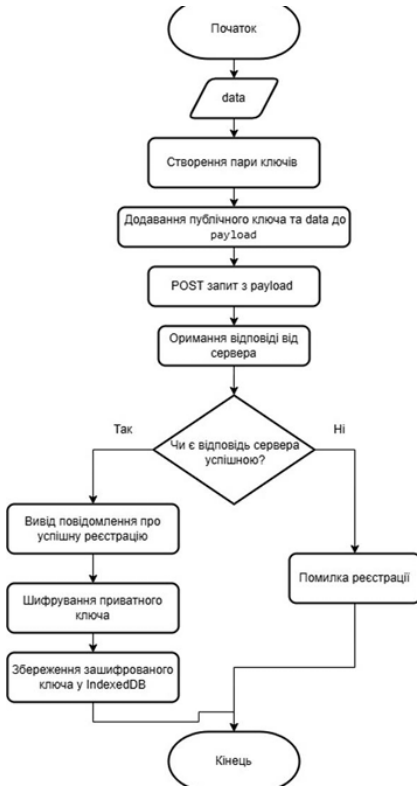 Початок
data
Створення пари ключів
Додавання публічного ключа та data до
payload
POST запит з payload
Оримання відповіді від
сервера
Так
Ні
Чи є відповідь сервера
успішною?
Вивід повідомлення про
успішну реєстрацію
Помилка реєстрації
Шифрування приватного
ключа
Збереження зашифрованого
ключа у IndexedDB
Кінець